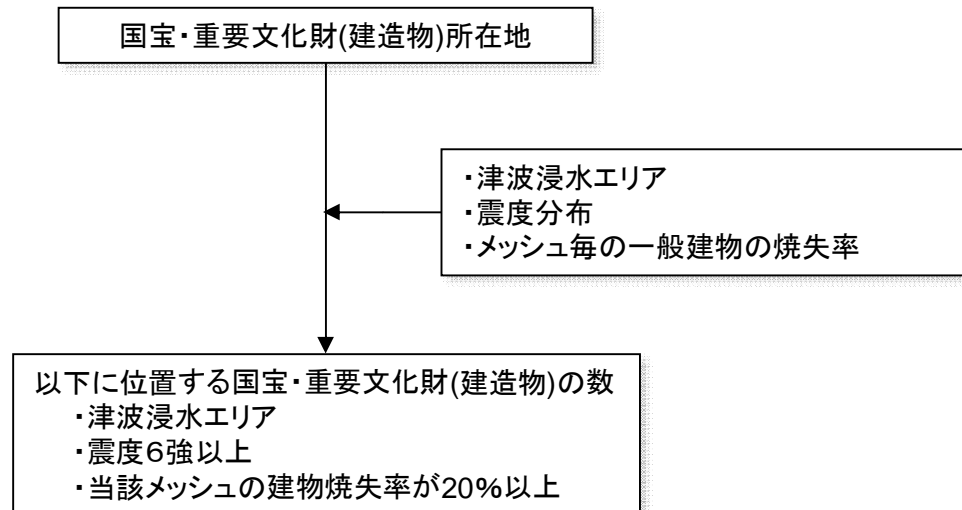 国宝・重要文化財(建造物)所在地
・津波浸水エリア
・震度分布
・メッシュ毎の一般建物の焼失率
以下に位置する国宝・重要文化財(建造物)の数
・津波浸水エリア
・震度6強以上
・当該メッシュの建物焼失率が20%以上